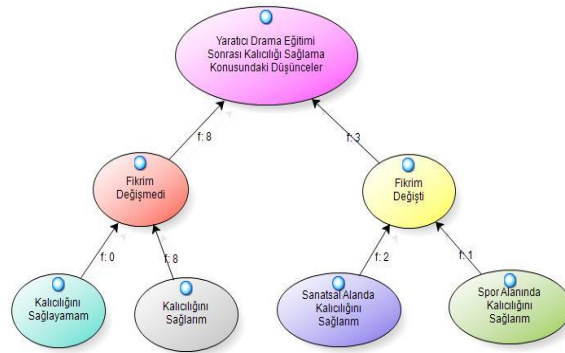 Yaratıcı Drama Eğitimi
Sonrası Kalıcılığı Sağlama
Konusundaki Düşünceler
f: 8
f: 3
Fikrim
Değişmedi
Fikrim
Değişti
f: 0
f: 8
f: 2
f: 1
Kalıcılığını
Sağlayamam
Kalıcılığını
Sağlarım
Sanatsal Alanda
Kalıcılığını
Sağlarım
Spor Alanında
Kalıcılığını
Sağlarım